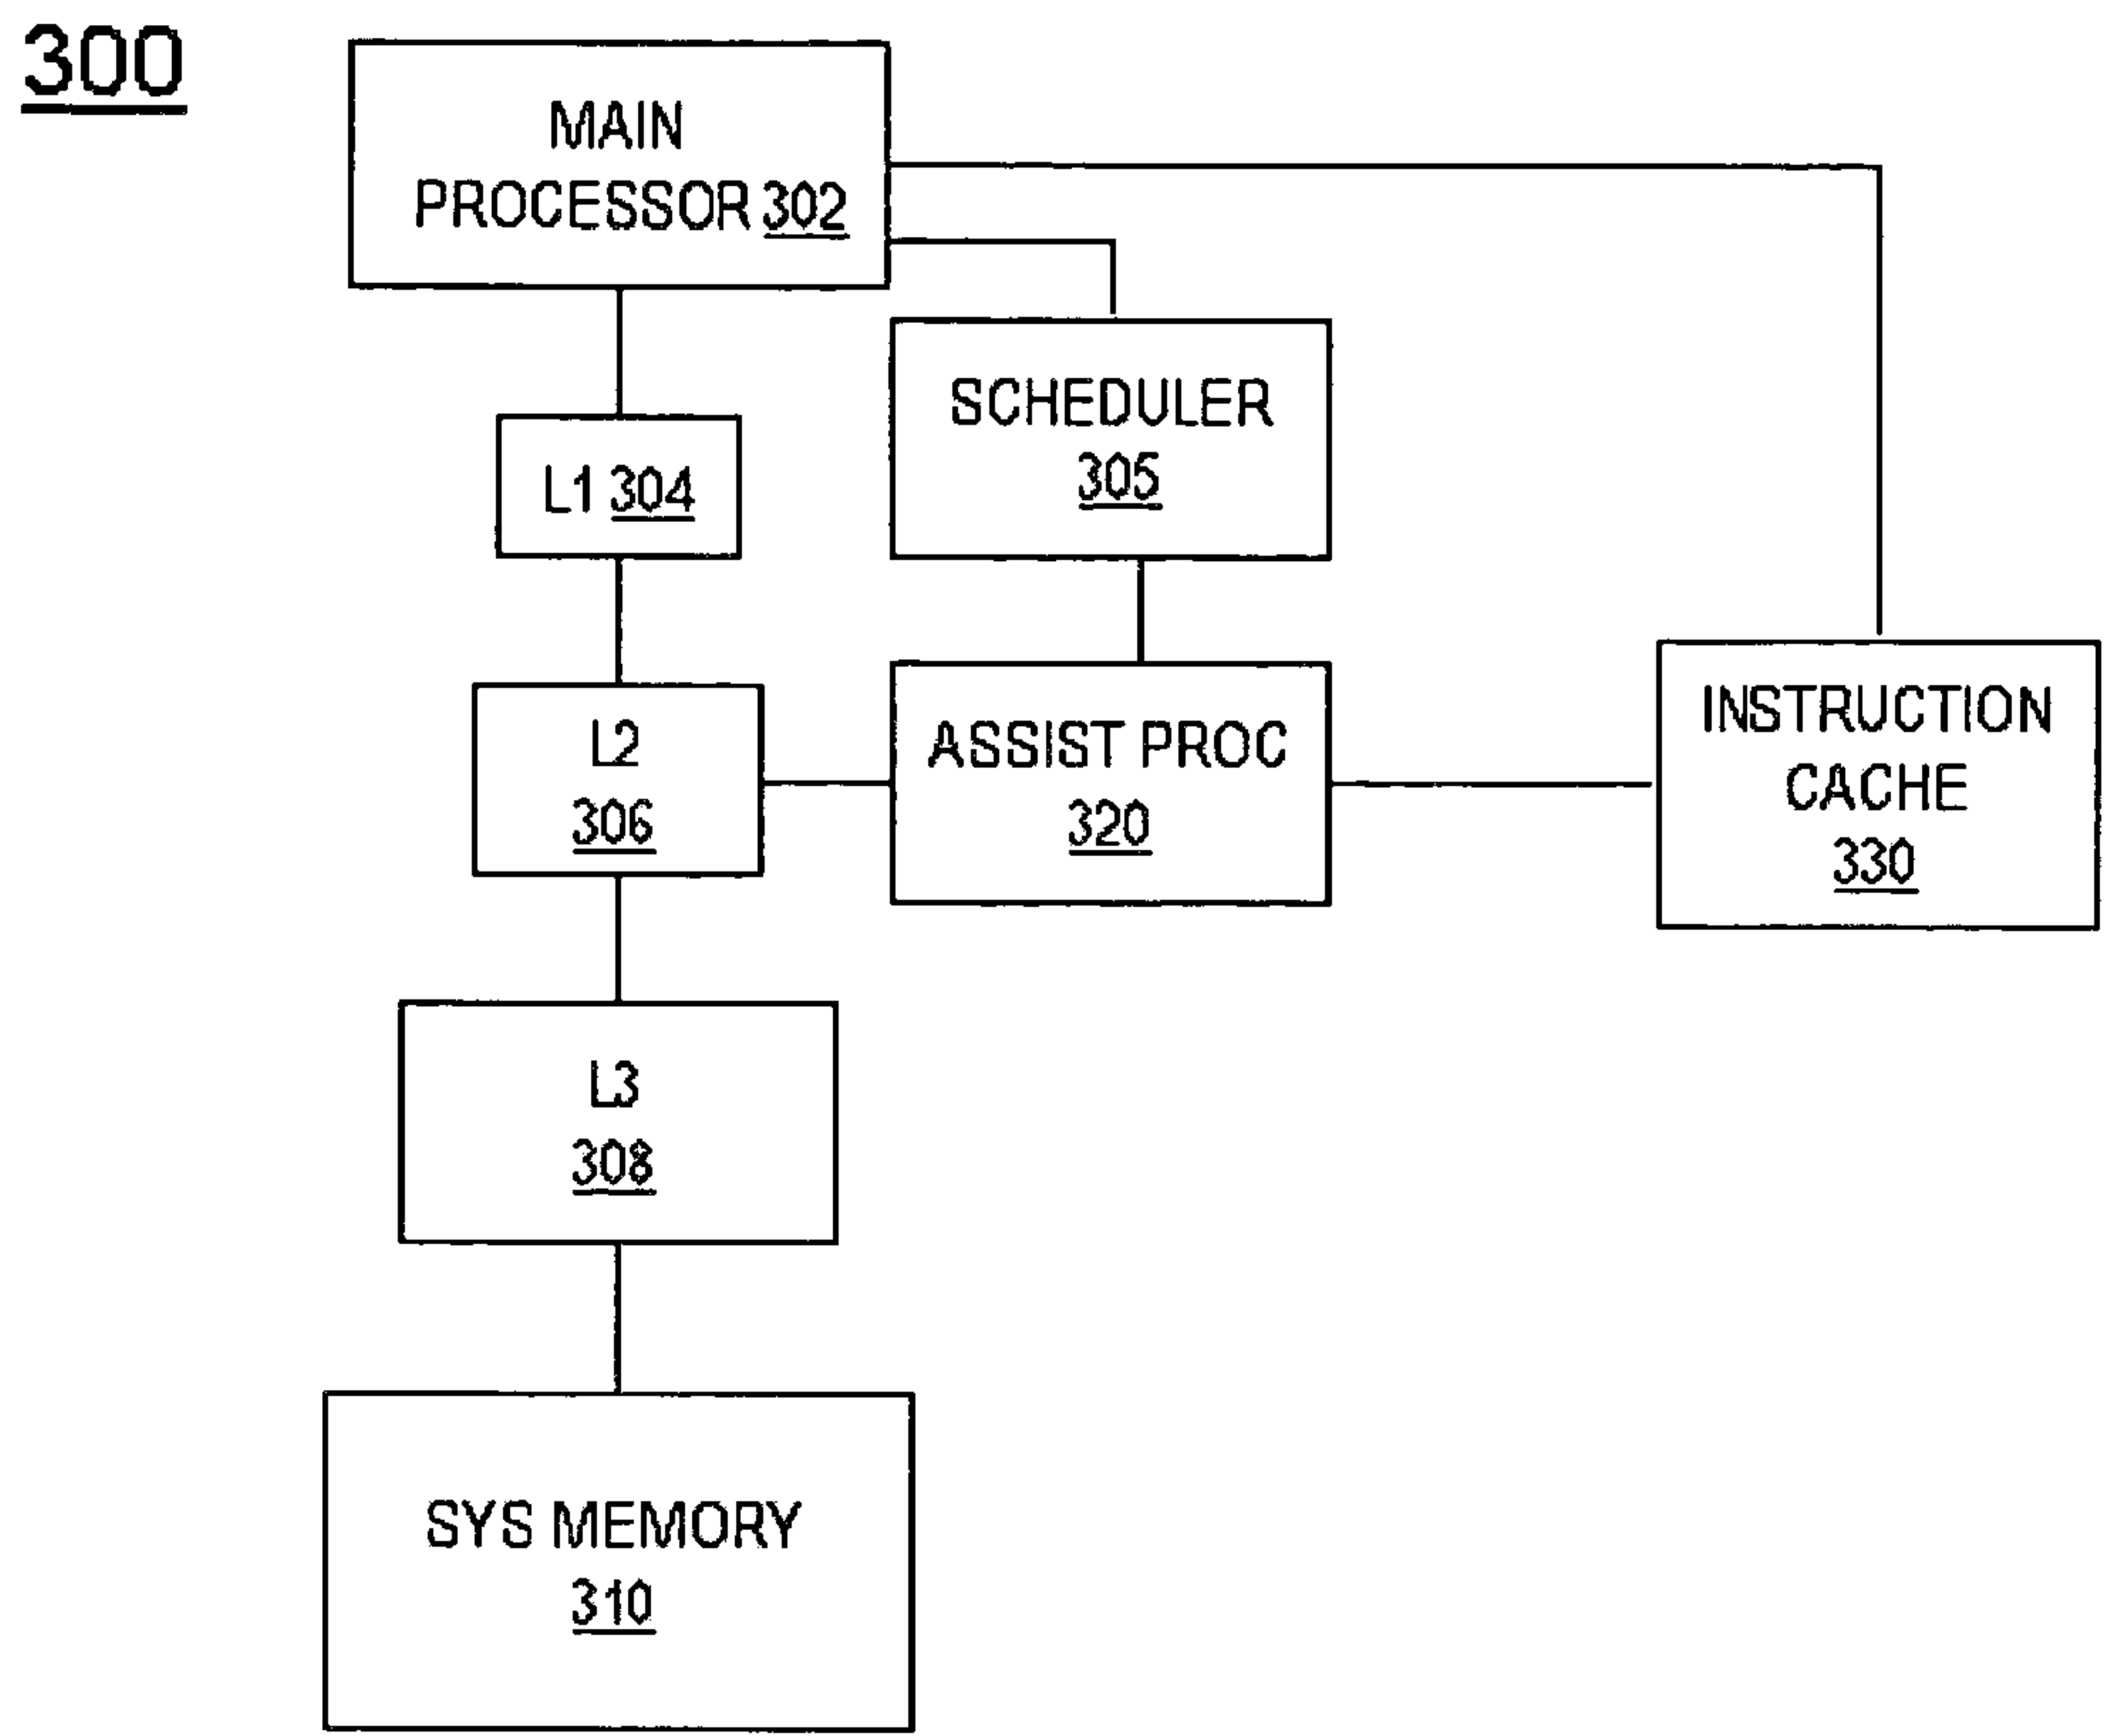 300
MAIN
PROCESSOR 302
L1 304
SCHEDULER
305
L2
306
ASSIST PROC
320
INSTRUCTION
CACHE
330
L3
308
SYS MEMORY
310